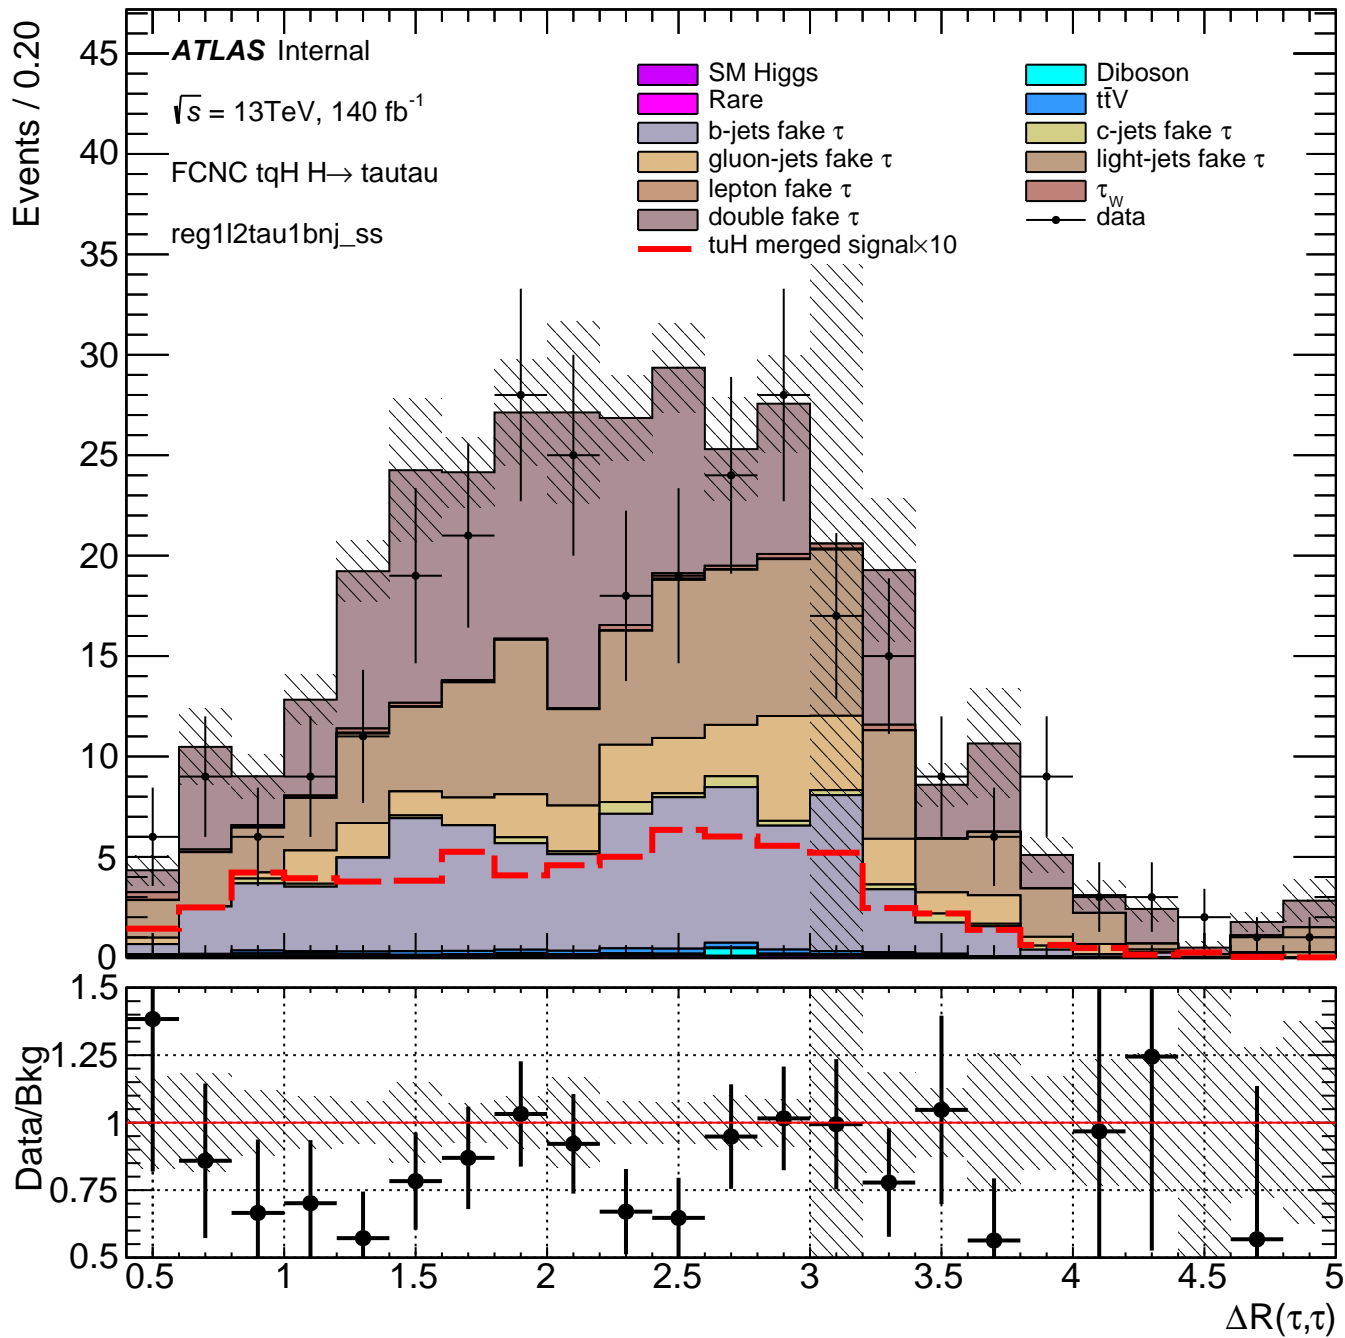 Events / 0.20
45
40
35
30
25
20
15
10
5
0
ATLAS Internal
√s = 13TeV, 140 fb⁻¹
FCNC tqH H→ tautau
reg1l2tau1bnj_ss
SM Higgs
Rare
b-jets fake τ
gluon-jets fake τ
lepton fake τ
double fake τ
tuH merged signal×10
Diboson
tt̄V
c-jets fake τ
light-jets fake τ
τ_W
data
Data/Bkg
1.5
1.25
1
0.75
0.5
0.5 1 1.5 2 2.5 3 3.5 4 4.5 5
ΔR(τ,τ)